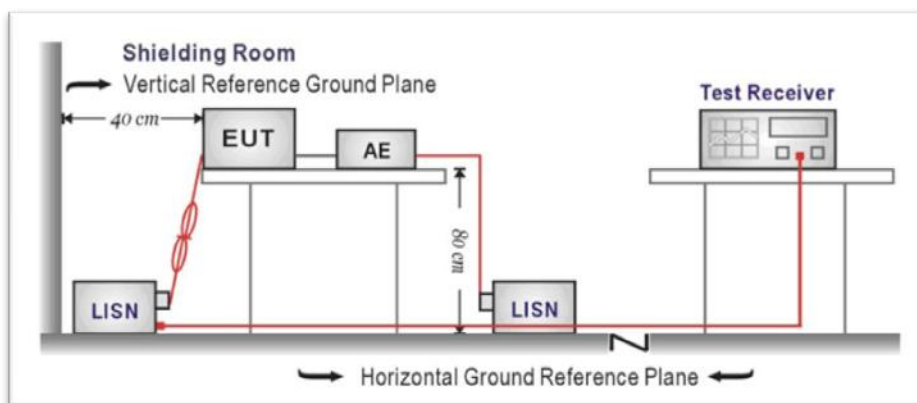 Shielding Room
Vertical Reference Ground Plane
Test Receiver
40 cm
EUT
AE
80 cm
LISN
LISN
Horizontal Ground Reference Plane